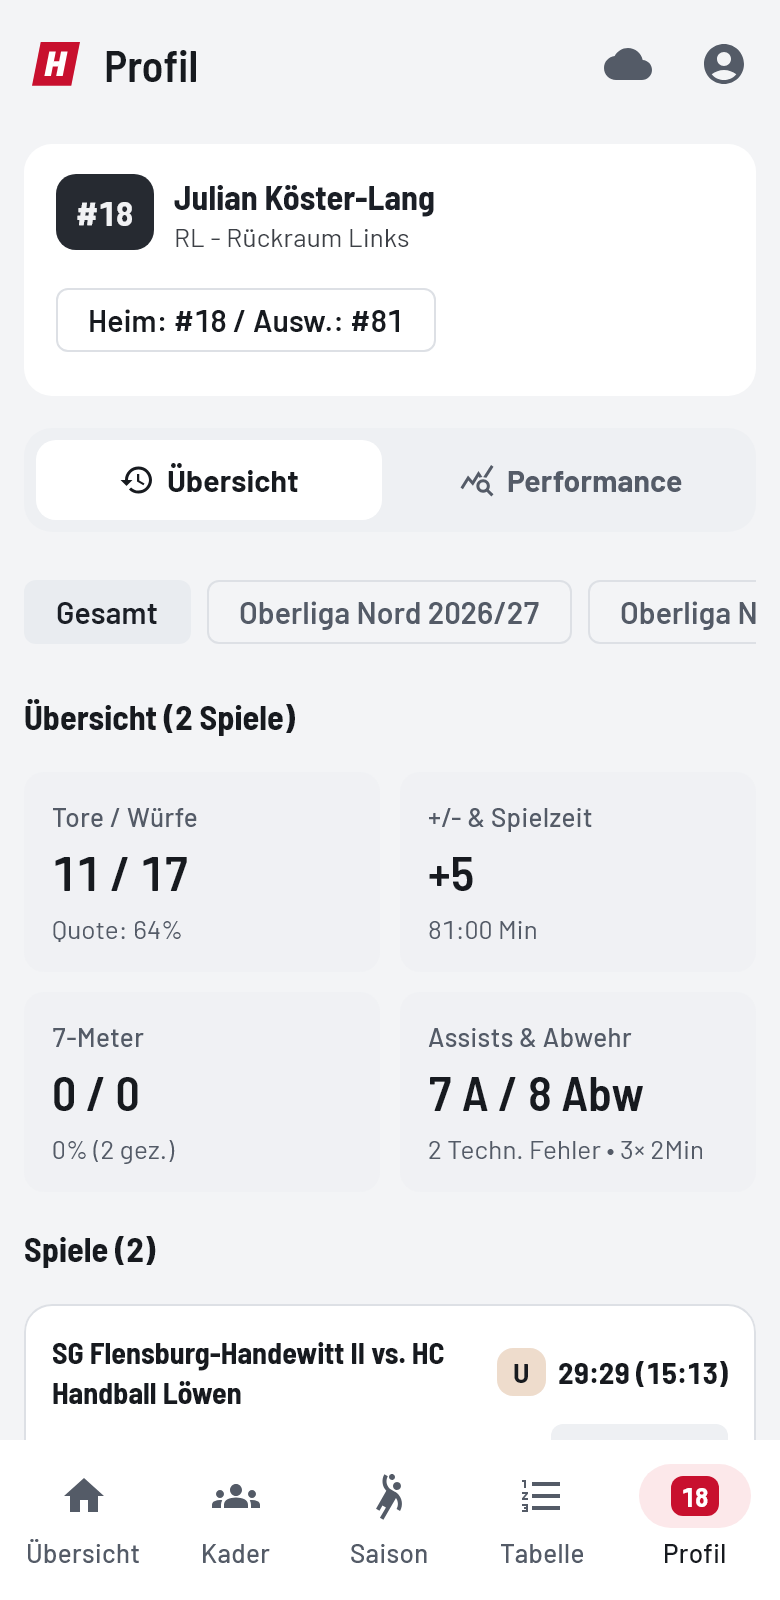 H Profil
#18
Julian Köster-Lang
RL - Rückraum Links
Heim: #18 / Ausw.: #81
Übersicht
Performance
Gesamt
Oberliga Nord 2026/27
Oberliga N
Übersicht (2 Spiele)
Tore / Würfe
11 / 17
Quote: 64%
+/- & Spielzeit
+5
81:00 Min
7-Meter
0 / 0
0% (2 gez.)
Assists & Abwehr
7 A / 8 Abw
2 Techn. Fehler • 3× 2Min
Spiele (2)
SG Flensburg-Handewitt II vs. HC
Handball Löwen
U 29:29 (15:13)
1
2
3
18
Übersicht
Kader
Saison
Tabelle
Profil